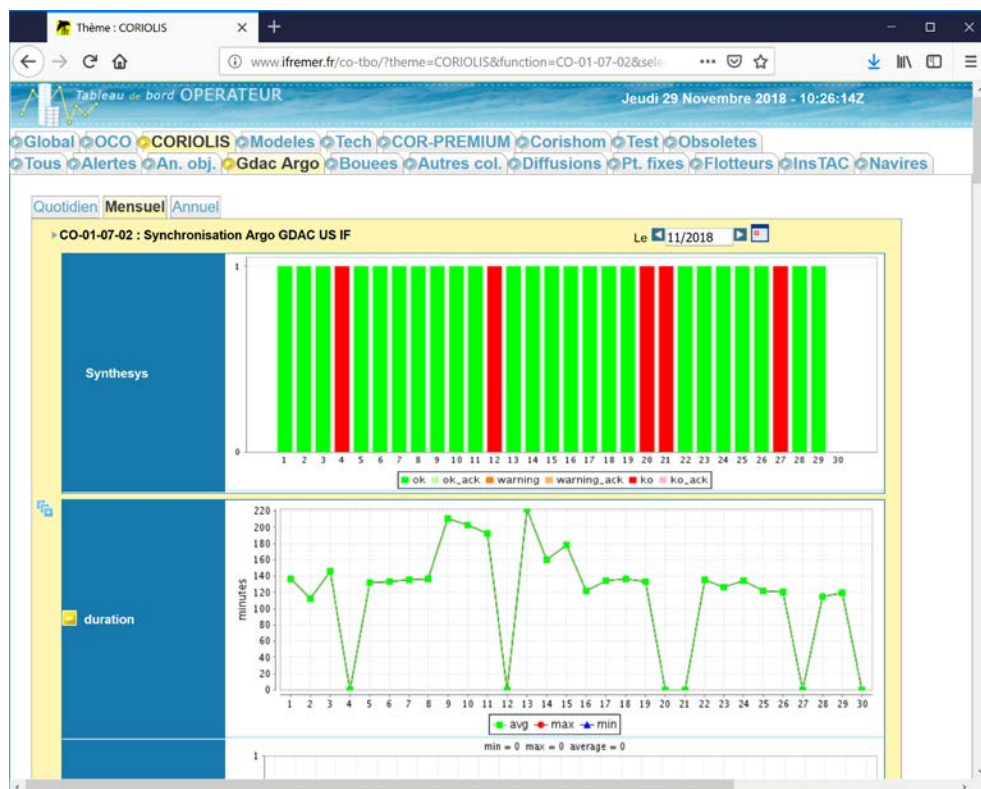 Thème : CORIOLIS
www.ifremer.fr/co-tbo/?theme=CORIOLIS&function=CO-01-07-02&sele
Tableau de bord OPERATEUR
Jeudi 29 Novembre 2018 - 10:26:14Z
Global OCO CORIOLIS Modeles Tech COR-PREMIUM Corishom Test Obsoletes
Tous Alertes An. obj. Gdac Argo Bouees Autres col. Diffusions Pt. fixes Flotteurs InsTAC Navires
Quotidien Mensuel Annuel
CO-01-07-02 : Synchronisation Argo GDAC US IF
Le 11/2018
Synthesys
1
0
1 2 3 4 5 6 7 8 9 10 11 12 13 14 15 16 17 18 19 20 21 22 23 24 25 26 27 28 29 30
ok ok_ack warning warning_ack ko ko_ack
duration
minutes
220
200
180
160
140
120
100
80
60
40
20
0
1 2 3 4 5 6 7 8 9 10 11 12 13 14 15 16 17 18 19 20 21 22 23 24 25 26 27 28 29 30
avg max min
min = 0 max = 0 average = 0
1